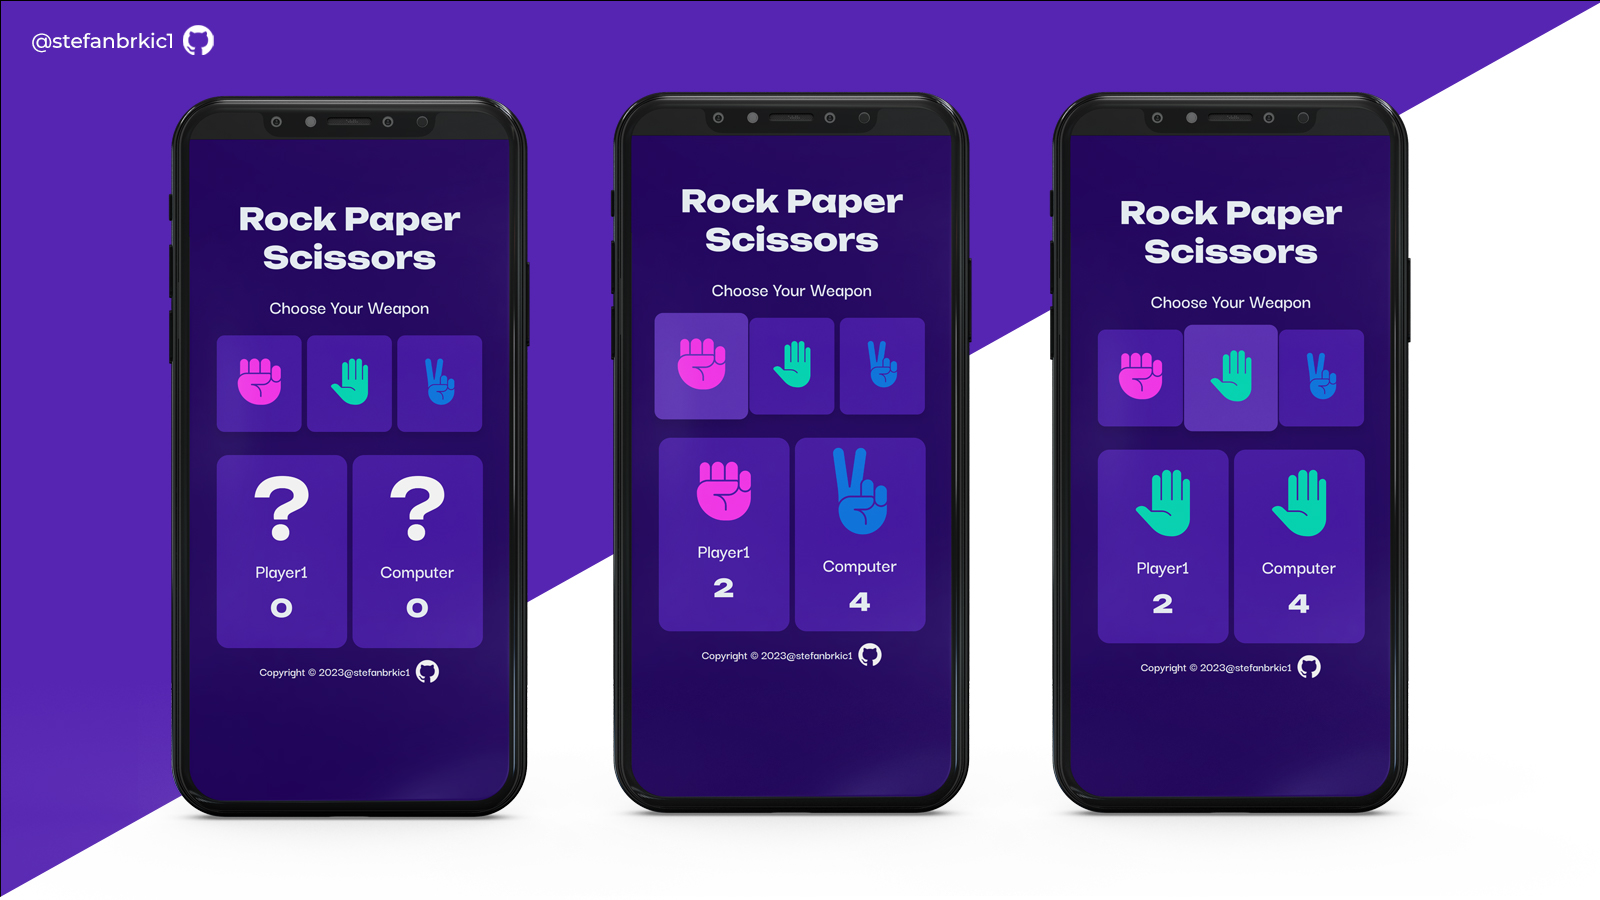 @stefanbrkic1
Rock Paper
Scissors
Choose Your Weapon
?
?
Player1
Computer
0
0
Copyright © 2023@stefanbrkic1
Rock Paper
Scissors
Choose Your Weapon
Player1
Computer
2
4
Copyright © 2023@stefanbrkic1
Rock Paper
Scissors
Choose Your Weapon
Player1
Computer
2
4
Copyright © 2023@stefanbrkic1